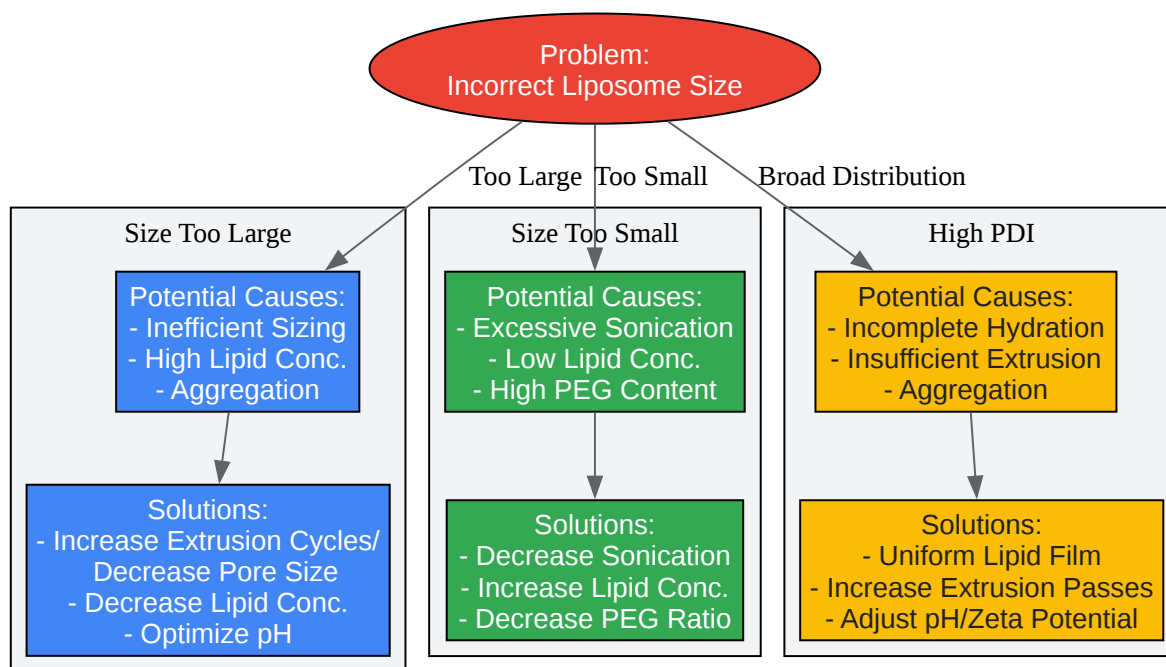 Problem:
Incorrect Liposome Size
Too Large
Too Small
Broad Distribution
Size Too Large
Potential Causes:
- Inefficient Sizing
- High Lipid Conc.
- Aggregation
Solutions:
- Increase Extrusion Cycles/
Decrease Pore Size
- Decrease Lipid Conc.
- Optimize pH
Size Too Small
Potential Causes:
- Excessive Sonication
- Low Lipid Conc.
- High PEG Content
Solutions:
- Decrease Sonication
- Increase Lipid Conc.
- Decrease PEG Ratio
High PDI
Potential Causes:
- Incomplete Hydration
- Insufficient Extrusion
- Aggregation
Solutions:
- Uniform Lipid Film
- Increase Extrusion Passes
- Adjust pH/Zeta Potential